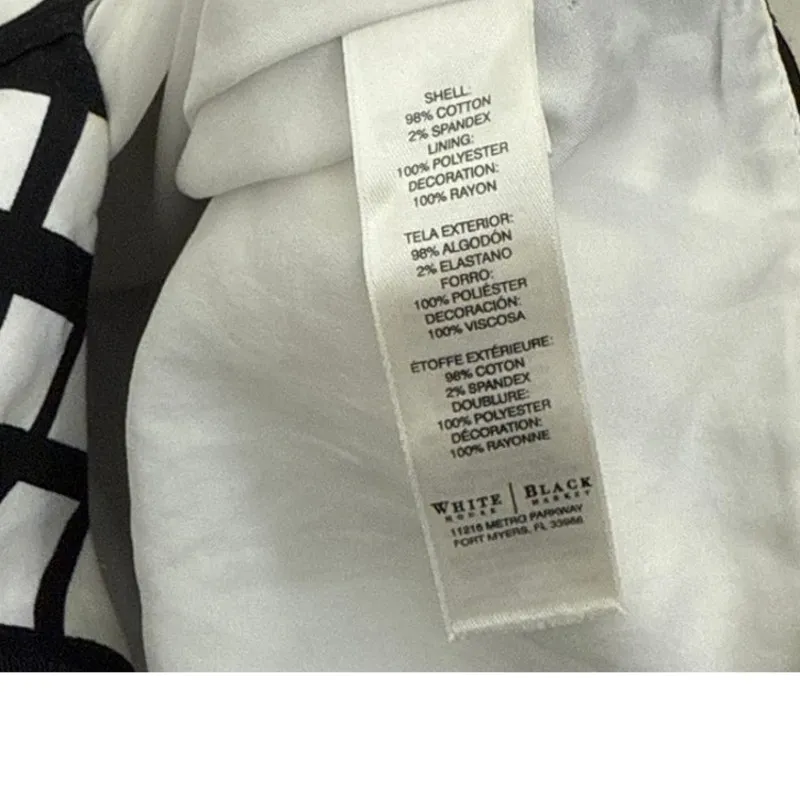 SHELL:
98% COTTON
2% SPANDEX
LINING:
100% POLYESTER
DECORATION:
100% RAYON
TELA EXTERIOR:
98% ALGODÓN
2% ELASTANO
FORRO:
100% POLIÉSTER
DECORACIÓN:
100% VISCOSA
ÉTOFFE EXTÉRIEURE:
98% COTON
2% SPANDEX
DOUBLURE:
100% POLYESTER
DÉCORATION:
100% RAYONNE
WHITE | BLACK
HOUSE MARKET
11215 METRO PARKWAY
FORT MYERS, FL 33966